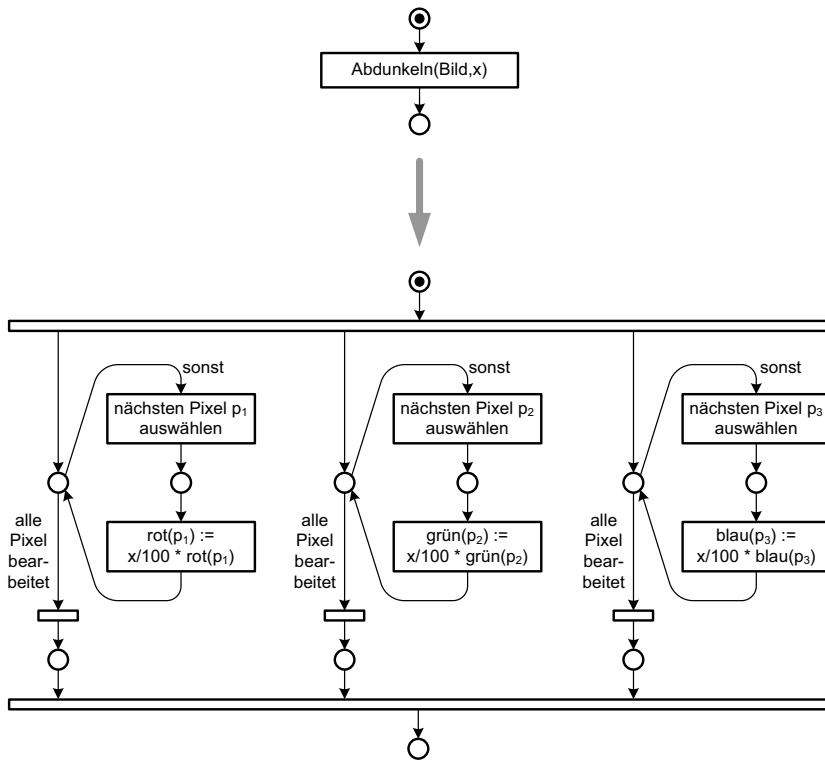 Abdunkeln(Bild,x)
sonst
nächsten Pixel p₁
auswählen
alle
Pixel
bear-
beitet
rot(p₁) :=
x/100 * rot(p₁)
sonst
nächsten Pixel p₂
auswählen
alle
Pixel
bear-
beitet
grün(p₂) :=
x/100 * grün(p₂)
sonst
nächsten Pixel p₃
auswählen
alle
Pixel
bear-
beitet
blau(p₃) :=
x/100 * blau(p₃)